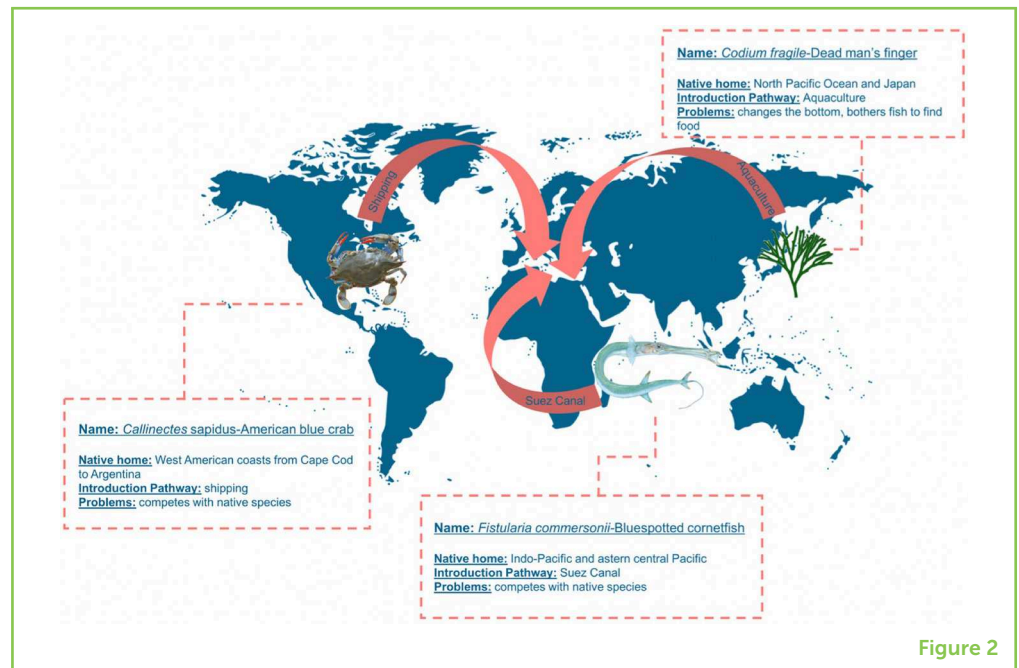 Name: Codium fragile-Dead man's finger
Native home: North Pacific Ocean and Japan
Introduction Pathway: Aquaculture
Problems: changes the bottom, bothers fish to find
food
Shipping
Aquaculture
Suez Canal
Name: Callinectes sapidus-American blue crab
Native home: West American coasts from Cape Cod
to Argentina
Introduction Pathway: shipping
Problems: competes with native species
Name: Fistularia commersonii-Bluespotted cornetfish
Native home: Indo-Pacific and astern central Pacific
Introduction Pathway: Suez Canal
Problems: competes with native species
Figure 2